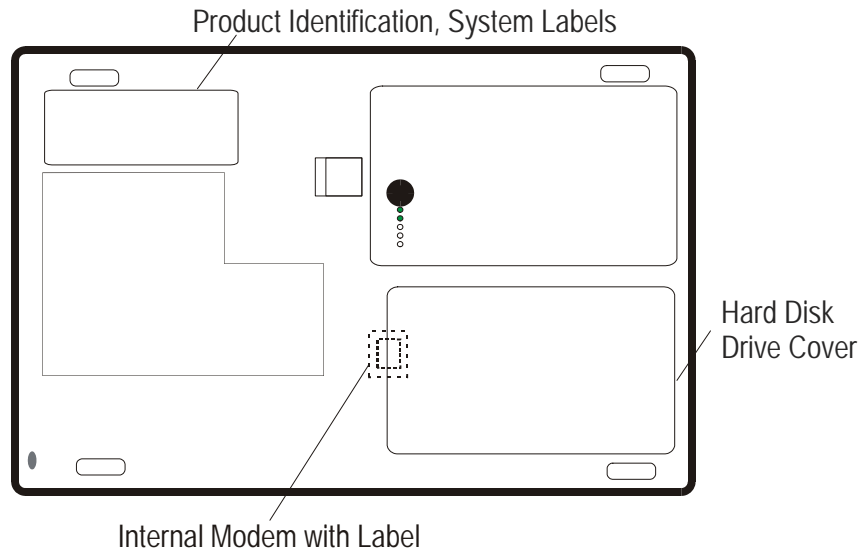 Product Identification, System Labels
Hard Disk
Drive Cover
Internal Modem with Label